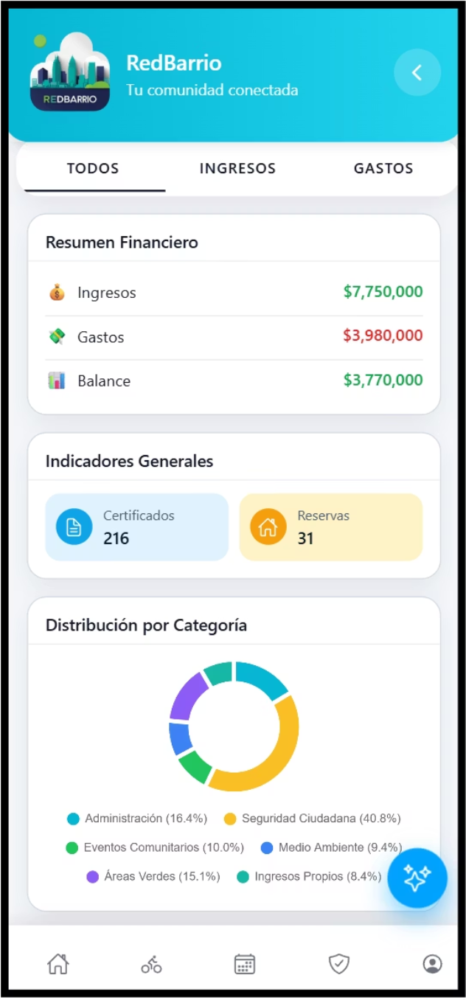 REDBARRIO
RedBarrio
Tu comunidad conectada
TODOS INGRESOS GASTOS
Resumen Financiero
Ingresos $7,750,000
Gastos $3,980,000
Balance $3,770,000
Indicadores Generales
Certificados Reservas
216 31
Distribución por Categoría
Administración (16.4%) Seguridad Ciudadana (40.8%)
Eventos Comunitarios (10.0%) Medio Ambiente (9.4%)
Áreas Verdes (15.1%) Ingresos Propios (8.4%)